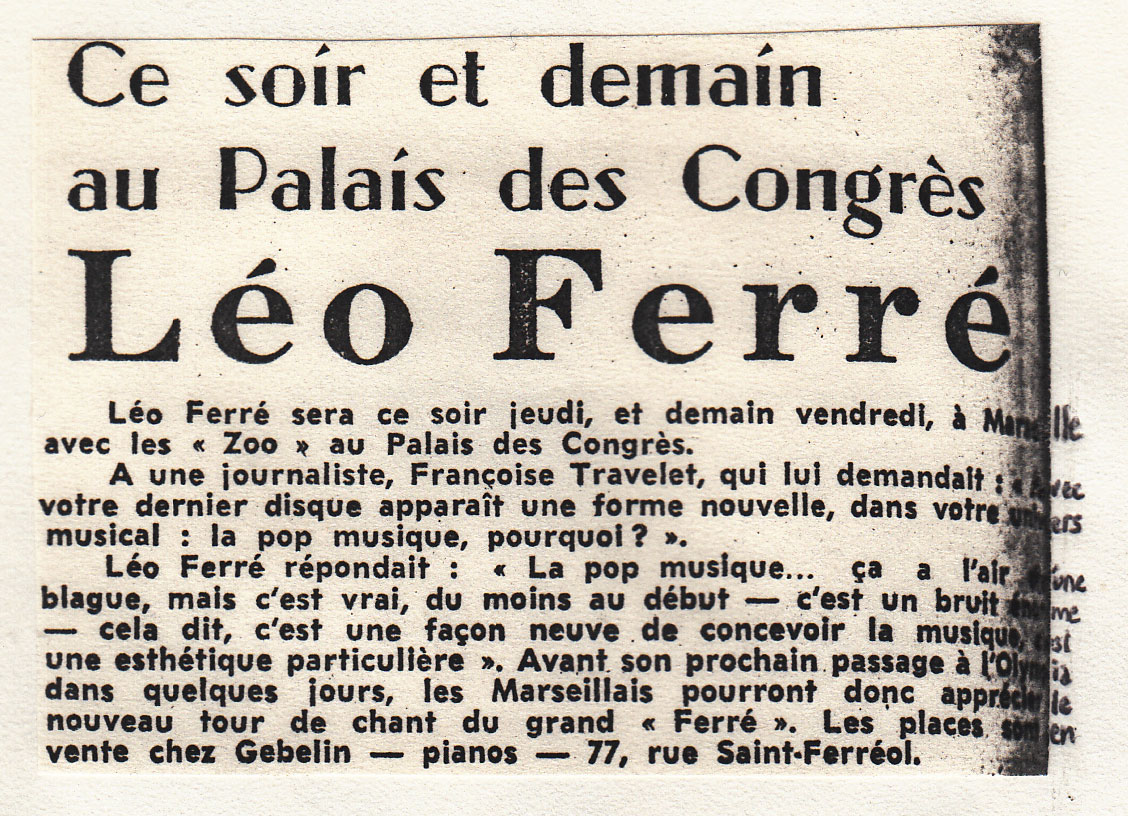 Ce soir et demain
au Palais des Congrès
Léo Ferré
Léo Ferré sera ce soir jeudi, et demain vendredi, à Marseille
avec les « Zoo » au Palais des Congrès.
A une journaliste, Françoise Travelet, qui lui demandait : « Avec
votre dernier disque apparaît une forme nouvelle, dans votre univers
musical : la pop musique, pourquoi ? ».
Léo Ferré répondait : « La pop musique... ça a l'air d'une
blague, mais c'est vrai, du moins au début — c'est un bruit énorme
— cela dit, c'est une façon neuve de concevoir la musique, c'est
une esthétique particulière ». Avant son prochain passage à l'Olympia
dans quelques jours, les Marseillais pourront donc apprécier le
nouveau tour de chant du grand « Ferré ». Les places sont en
vente chez Gebelin — pianos — 77, rue Saint-Ferréol.